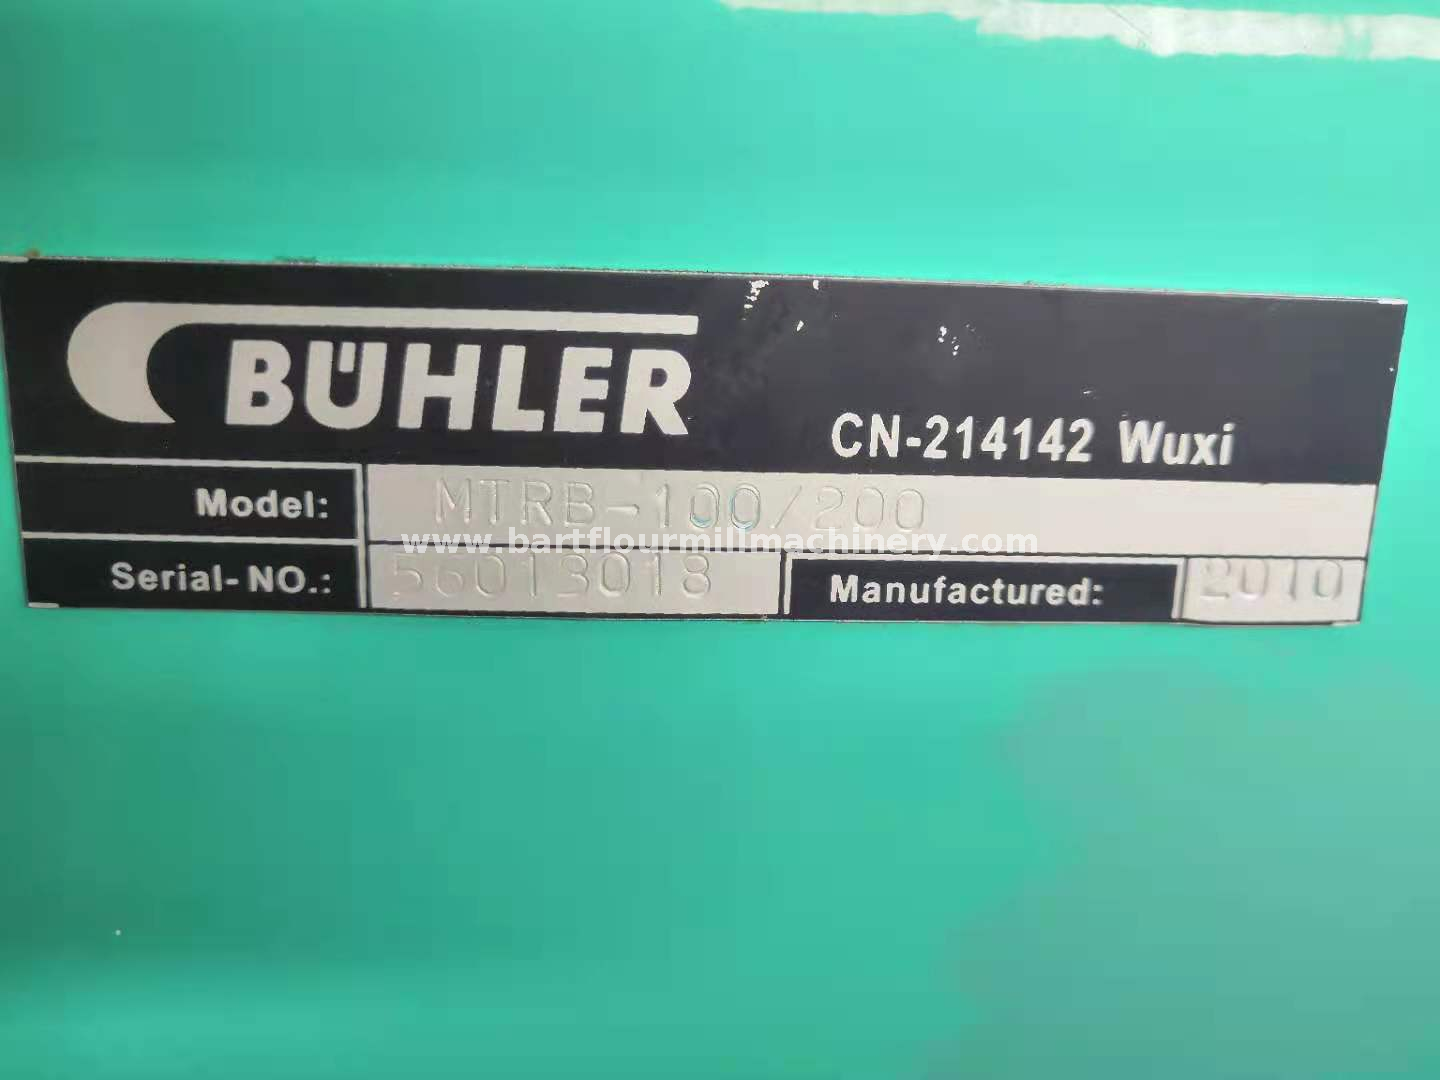 BÜHLER
CN-214142 Wuxi
Model: MTRB-100/200
www.bartflourmillmachinery.com
Serial-NO.: 56013018 Manufactured: 2010